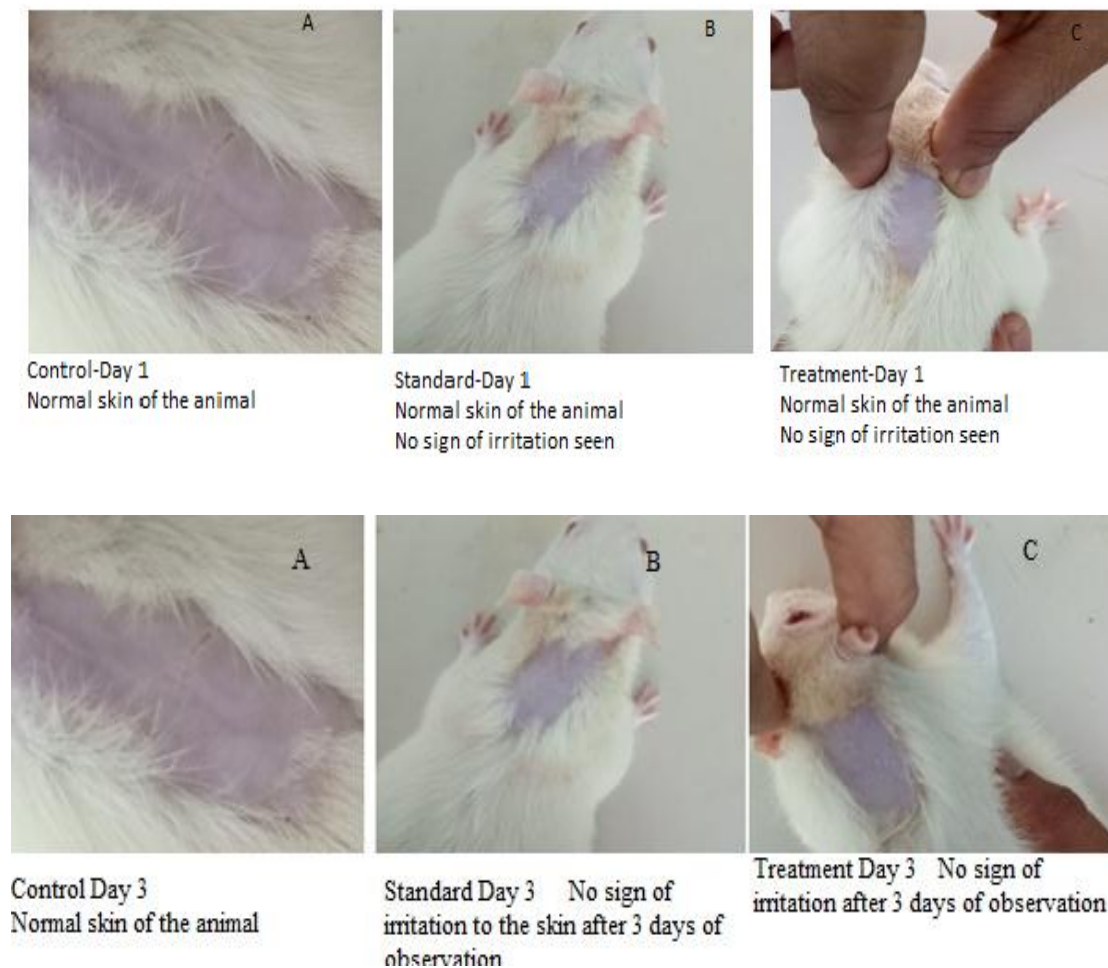 A
B
C
Control-Day 1
Normal skin of the animal
Standard-Day 1
Normal skin of the animal
No sign of irritation seen
Treatment-Day 1
Normal skin of the animal
No sign of irritation seen
A
B
C
Control Day 3
Normal skin of the animal
Standard Day 3 No sign of
irritation to the skin after 3 days of
observation
Treatment Day 3 No sign of
irritation after 3 days of observation